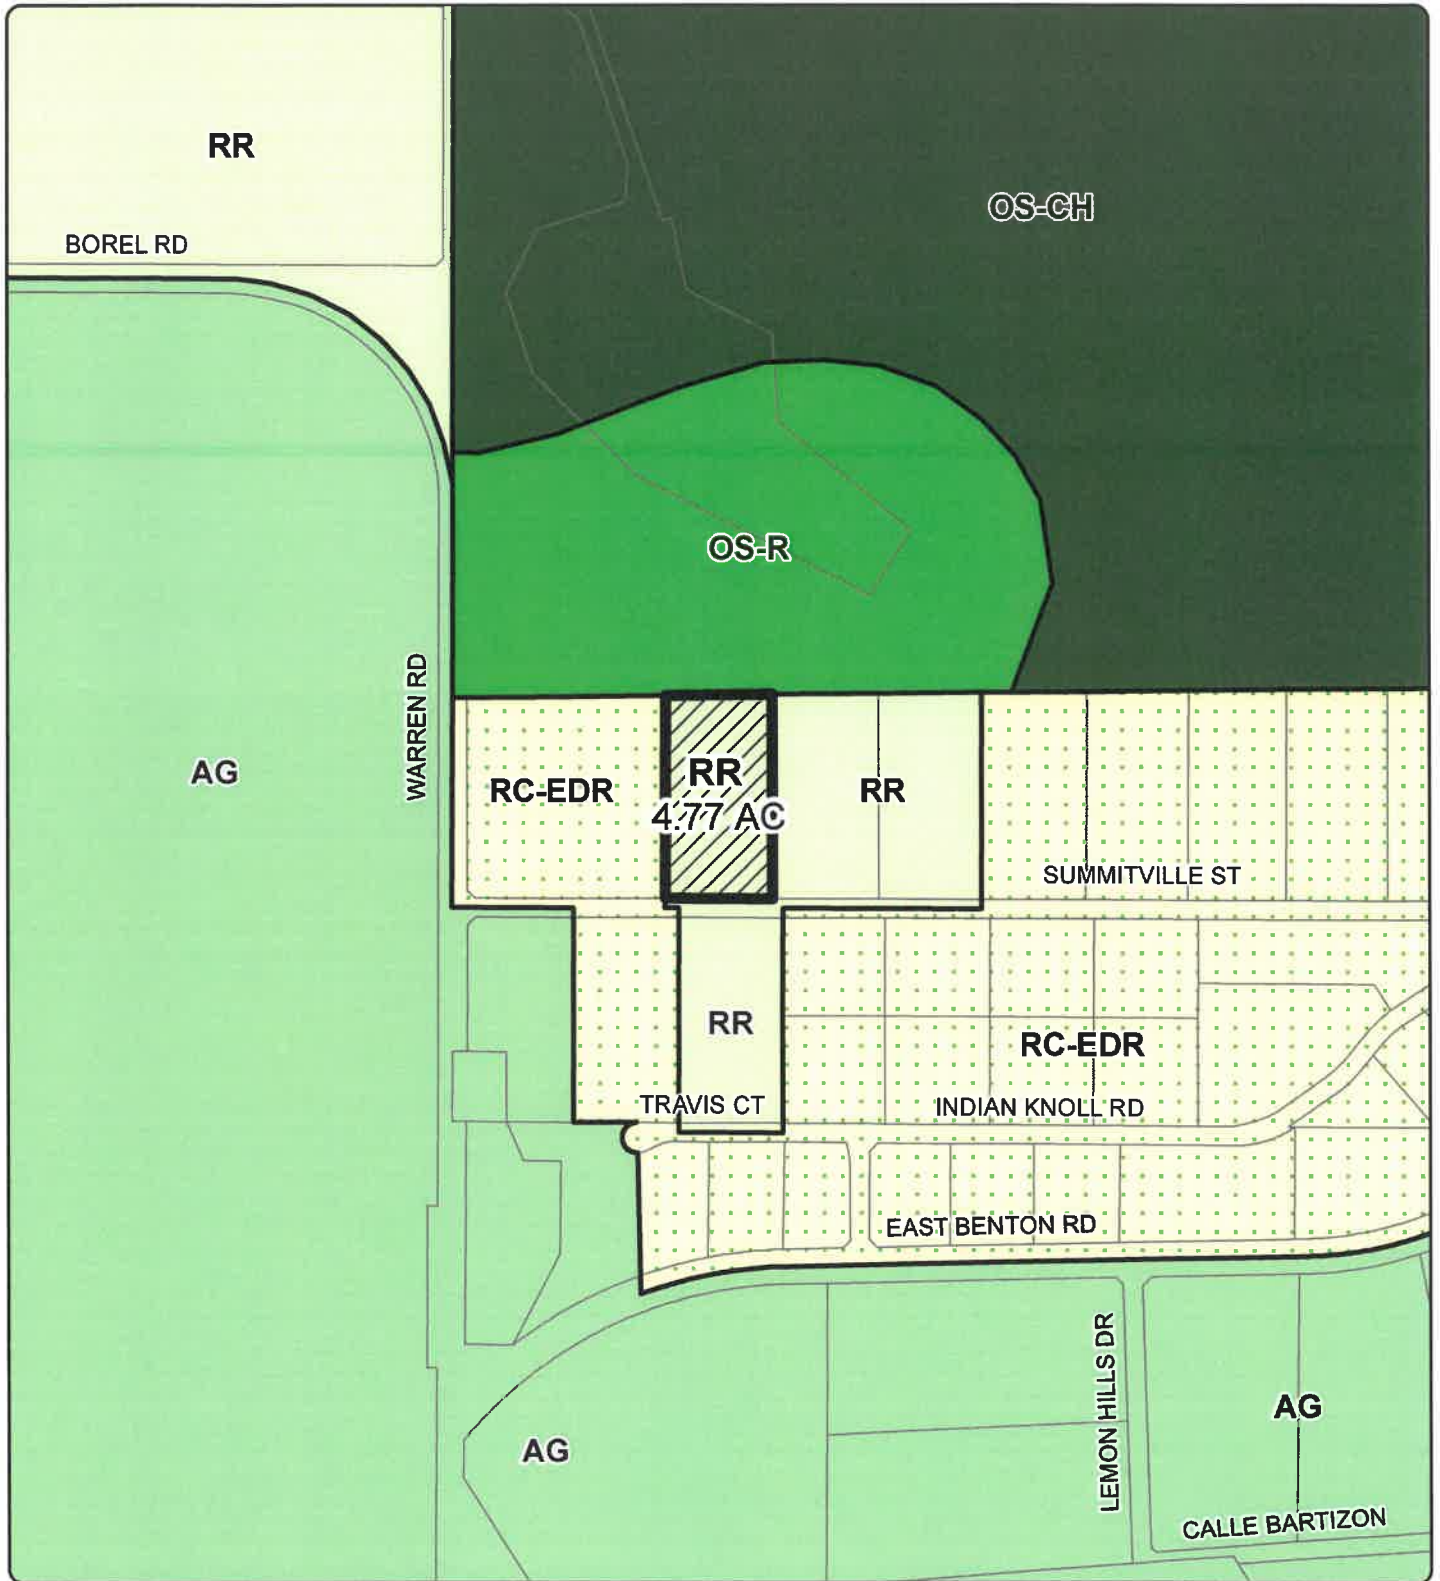 RR
OS-CH
BOREL RD
OS-R
WARREN RD
AG
RC-EDR
RR
4.77 AC
RR
SUMMITVILLE ST
RR
RC-EDR
TRAVIS CT
INDIAN KNOLL RD
EAST BENTON RD
LEMON HILLS DR
AG
AG
CALLE BARTIZON